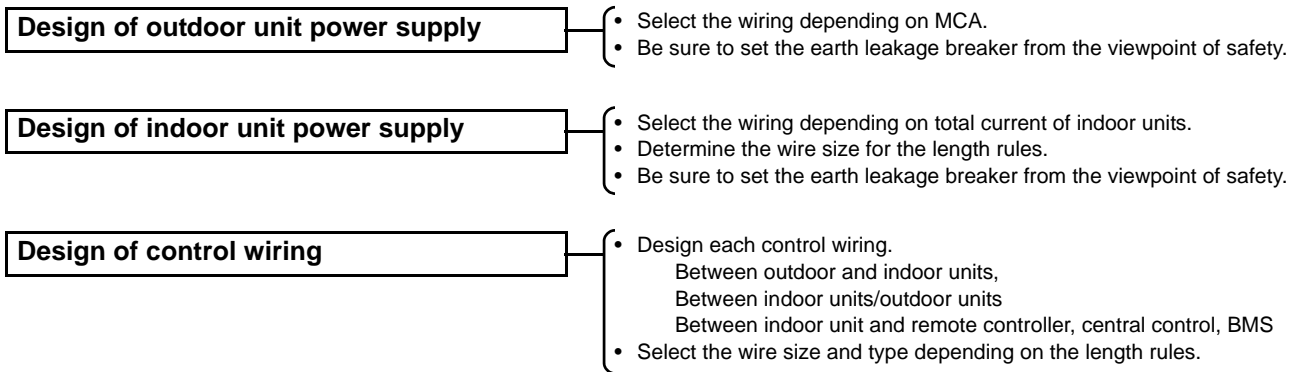 Design of outdoor unit power supply
• Select the wiring depending on MCA.
• Be sure to set the earth leakage breaker from the viewpoint of safety.
Design of indoor unit power supply
• Select the wiring depending on total current of indoor units.
• Determine the wire size for the length rules.
• Be sure to set the earth leakage breaker from the viewpoint of safety.
Design of control wiring
• Design each control wiring.
Between outdoor and indoor units,
Between indoor units/outdoor units
Between indoor unit and remote controller, central control, BMS
• Select the wire size and type depending on the length rules.